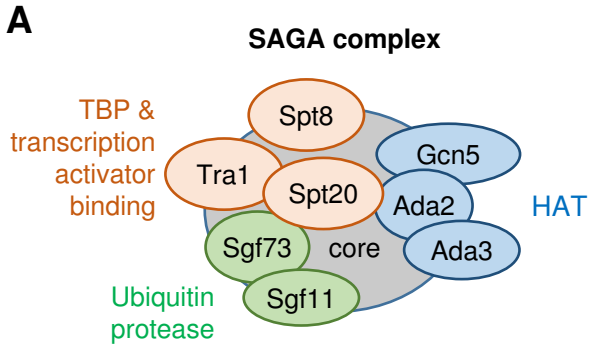 A
SAGA complex
TBP &
transcription
activator
binding
Spt8
Tra1
Spt20
Gcn5
Ada2
Ada3
HAT
Sgf73
core
Sgf11
Ubiquitin
protease